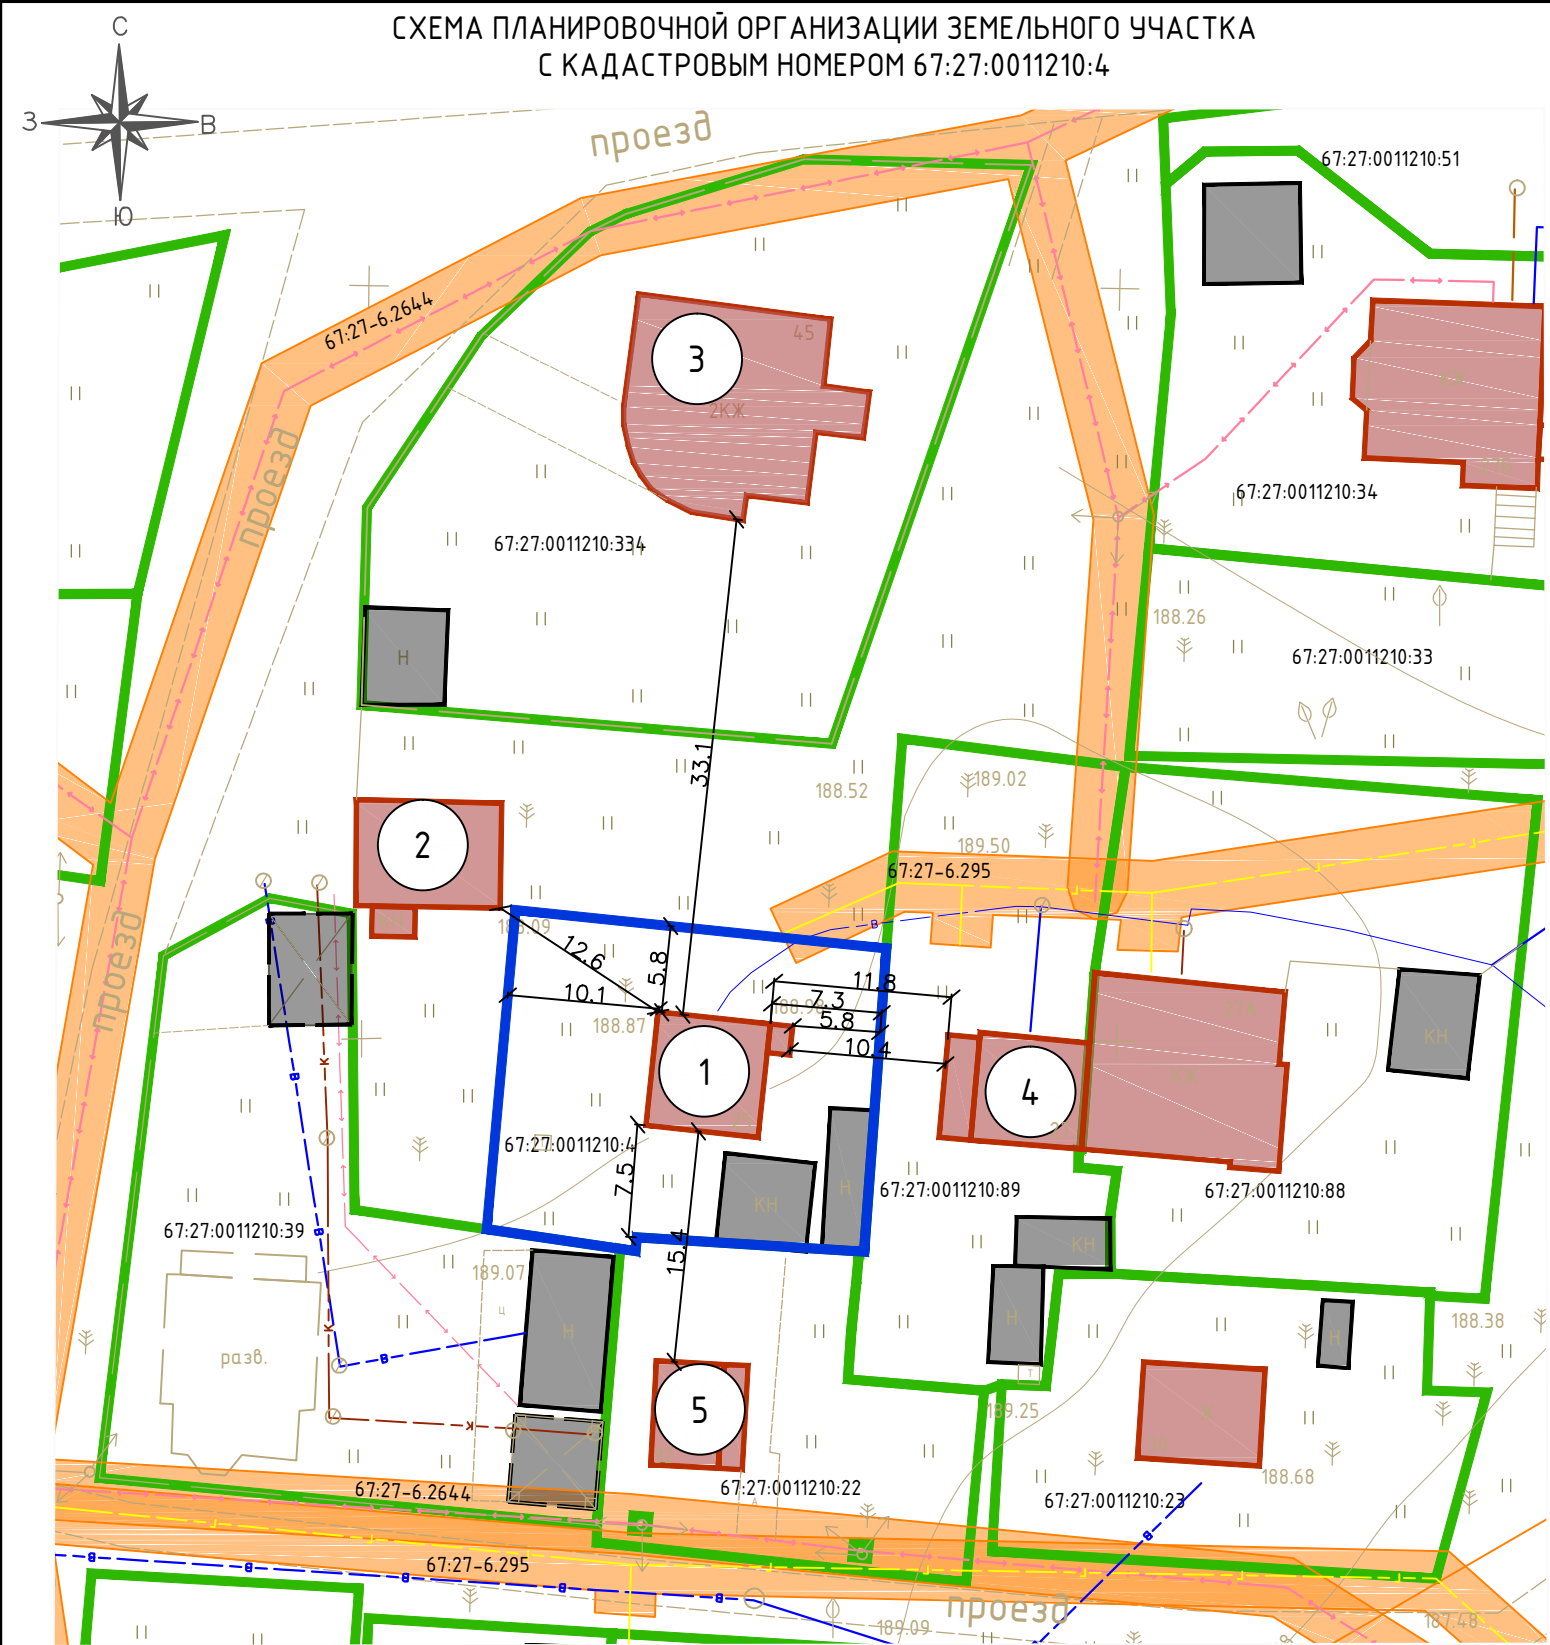 СХЕМА ПЛАНИРОВОЧНОЙ ОРГАНИЗАЦИИ ЗЕМЕЛЬНОГО УЧАСТКА
С КАДАСТРОВЫМ НОМЕРОМ 67:27:0011210:4
С
З
В
Ю
проезд
67:27:0011210:51
67:27-6.2644
45
3
2КЖ
проезд
67:27:0011210:34
67:27:0011210:334
188.26
Н
67:27:0011210:33
33.1
189.02
188.52
2
189.50
67:27-6.295
В
12.6
5.8
проезд
10.1
11.8
7.3
188.98
188.87
5.8
10.4
КН
К
В
1
4
67:27:0011210:4
7.5
Н
КН
67:27:0011210:89
67:27:0011210:88
67:27:0011210:39
В
15.4
КН
189.07
Н
Н
Н
188.38
К
разв.
В
5
189.25
К
188.68
67:27:0011210:22
67:27:0011210:23
67:27-6.2644
В
67:27-6.295
В
В
В
В
В
проезд
189.09
187.48